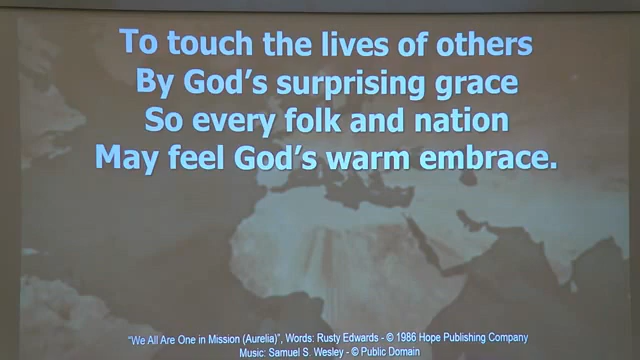 To touch the lives of others
By God's surprising grace
So every folk and nation
May feel God's warm embrace.
"We All Are One in Mission (Aurelia)", Words: Rusty Edwards - © 1986 Hope Publishing Company
Music: Samuel S. Wesley - © Public Domain